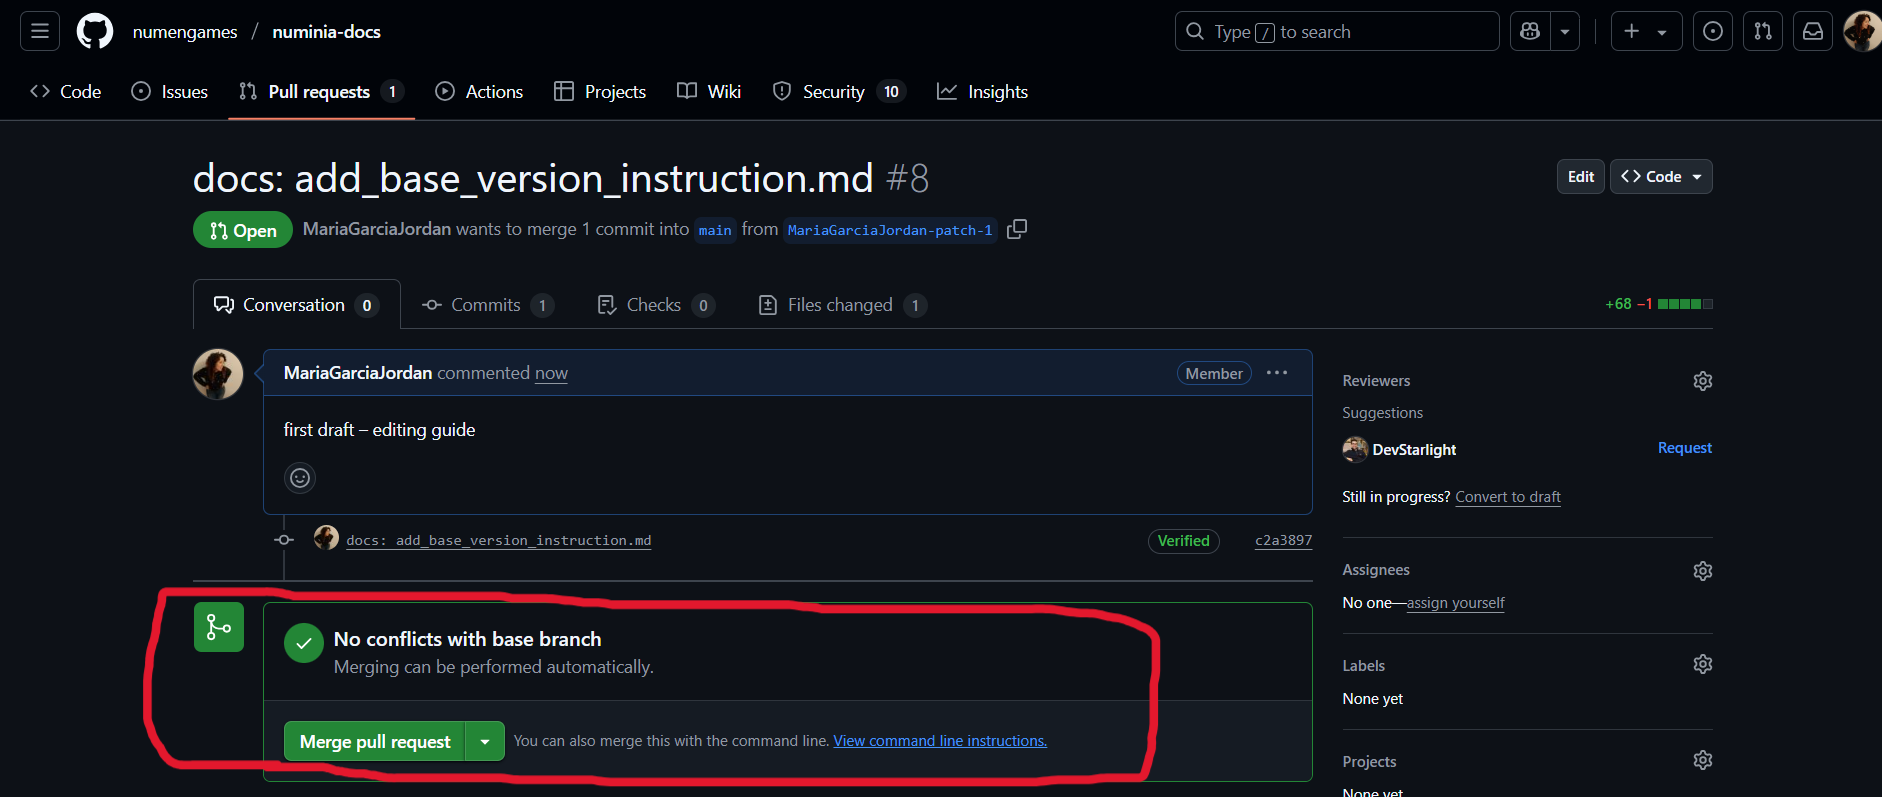 numengames / numinia-docs
Type / to search
Code
Issues
Pull requests 1
Actions
Projects
Wiki
Security 10
Insights
docs: add_base_version_instruction.md #8
Edit
Code
Open
MariaGarciaJordan wants to merge 1 commit into main from MariaGarciaJordan-patch-1
Conversation 0
Commits 1
Checks 0
Files changed 1
+68 −1
MariaGarciaJordan commented now
Member
first draft – editing guide
docs: add_base_version_instruction.md
Verified
c2a3897
No conflicts with base branch
Merging can be performed automatically.
Merge pull request
You can also merge this with the command line. View command line instructions.
Reviewers
Suggestions
DevStarlight
Request
Still in progress? Convert to draft
Assignees
No one—assign yourself
Labels
None yet
Projects
None yet